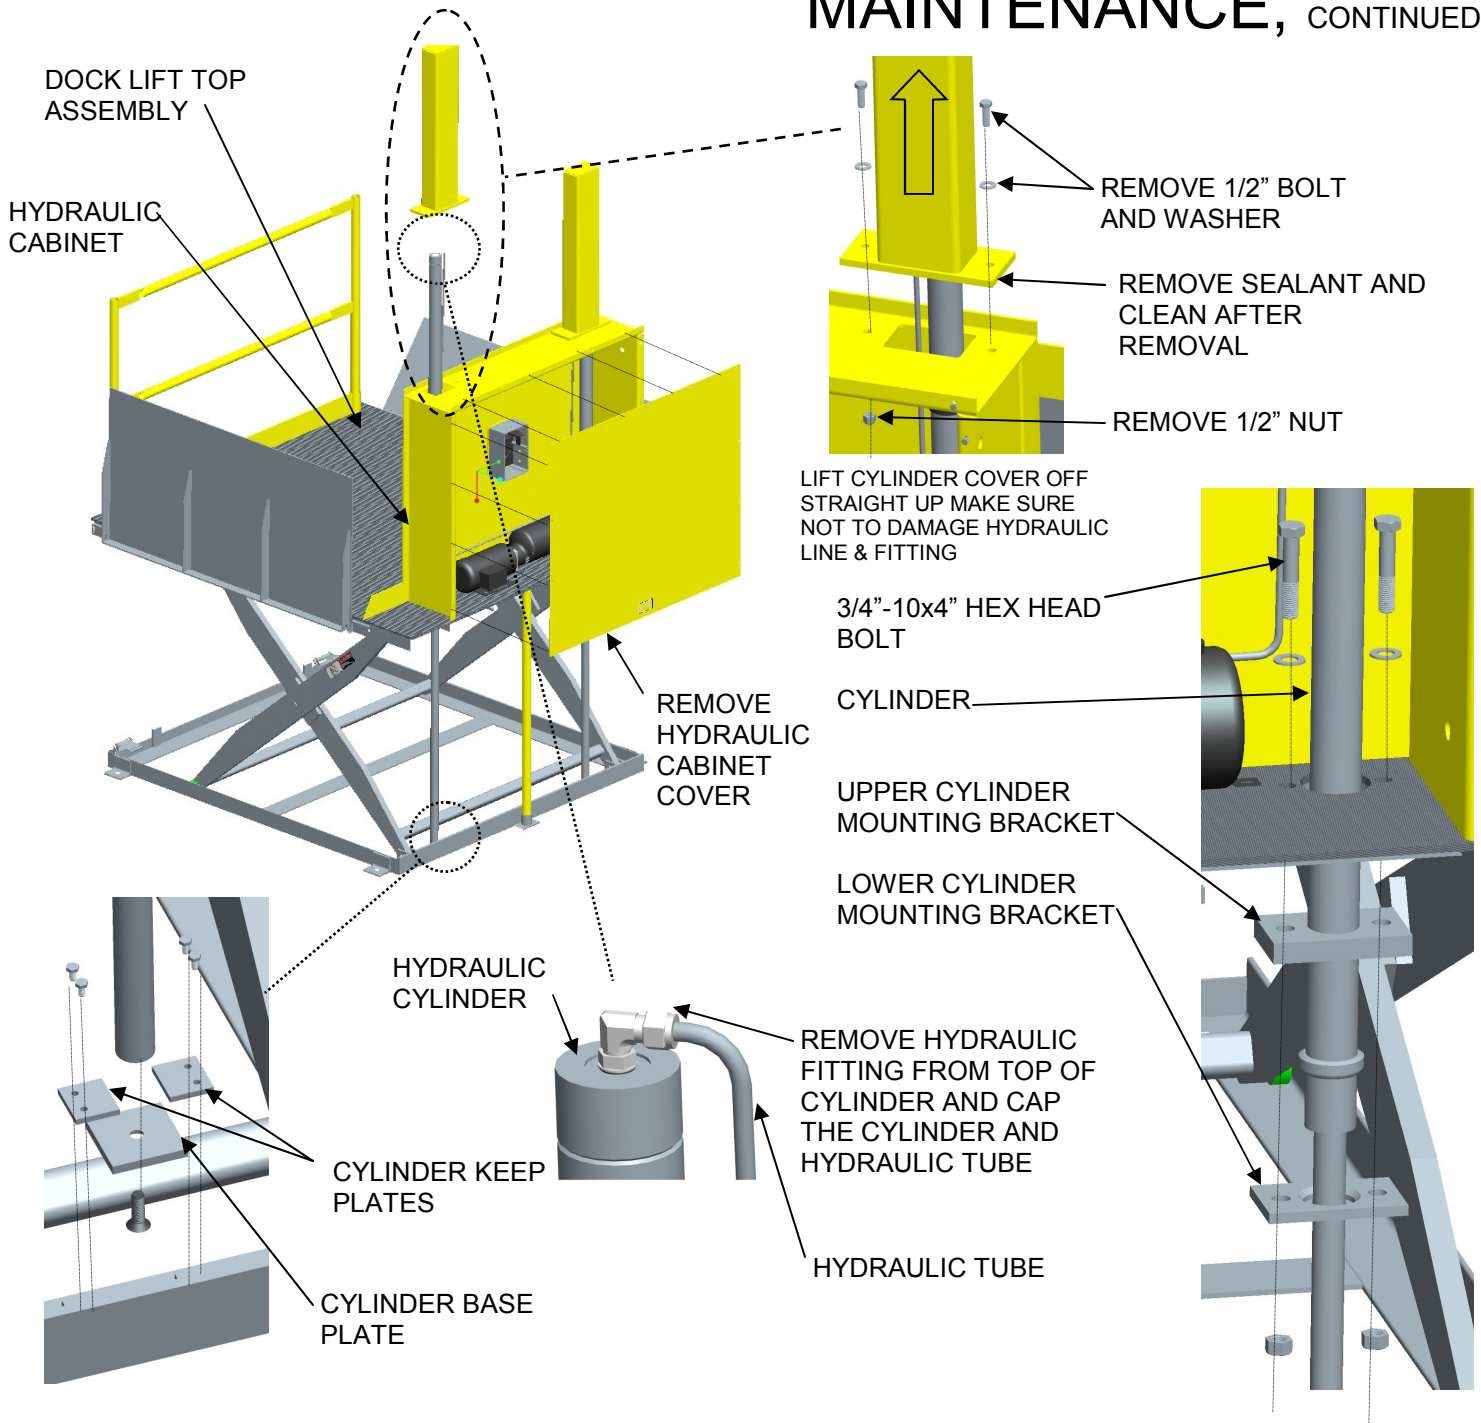 MAINTENANCE, CONTINUED
DOCK LIFT TOP
ASSEMBLY
HYDRAULIC
CABINET
REMOVE 1/2” BOLT
AND WASHER
REMOVE SEALANT AND
CLEAN AFTER
REMOVAL
REMOVE 1/2” NUT
LIFT CYLINDER COVER OFF
STRAIGHT UP MAKE SURE
NOT TO DAMAGE HYDRAULIC
LINE & FITTING
3/4”-10x4” HEX HEAD
BOLT
CYLINDER
REMOVE
HYDRAULIC
CABINET
COVER
UPPER CYLINDER
MOUNTING BRACKET
LOWER CYLINDER
MOUNTING BRACKET
HYDRAULIC
CYLINDER
REMOVE HYDRAULIC
FITTING FROM TOP OF
CYLINDER AND CAP
THE CYLINDER AND
HYDRAULIC TUBE
CYLINDER KEEP
PLATES
HYDRAULIC TUBE
CYLINDER BASE
PLATE